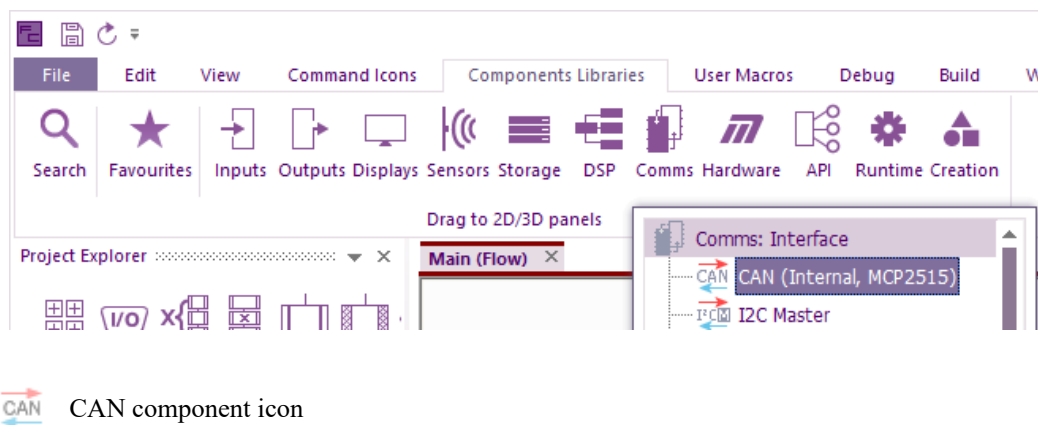 FC
File Edit View Command Icons Components Libraries User Macros Debug Build W
Search Favourites Inputs Outputs Displays Sensors Storage DSP Comms Hardware API Runtime Creation
Drag to 2D/3D panels
Project Explorer
Main (Flow)
I/O X
Comms: Interface
CAN CAN (Internal, MCP2515)
I²C I2C Master
CAN CAN component icon